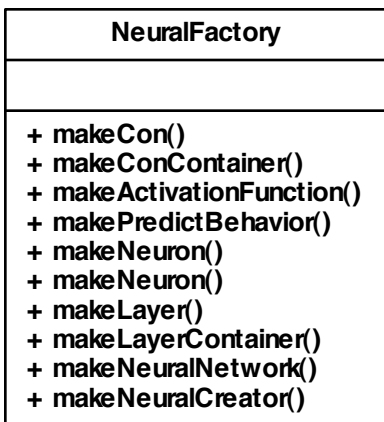 NeuralFactory
+ makeCon()
+ makeConContainer()
+ makeActivationFunction()
+ makePredictBehavior()
+ makeNeuron()
+ makeNeuron()
+ makeLayer()
+ makeLayerContainer()
+ makeNeuralNetwork()
+ makeNeuralCreator()